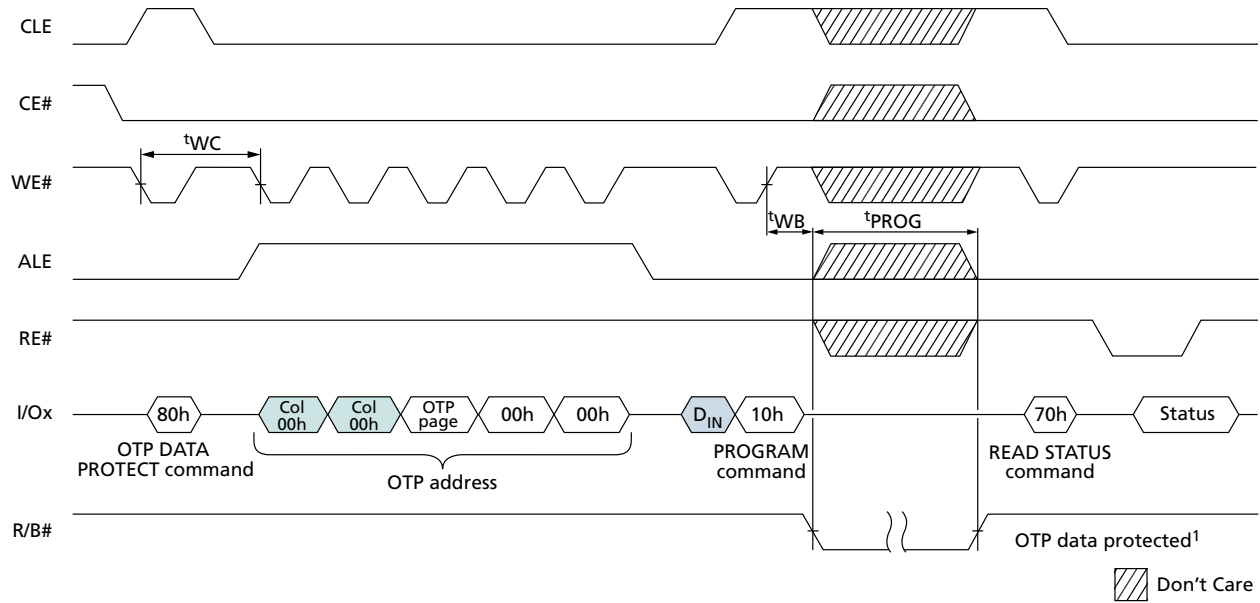 CLE
CE#
tWC
WE#
tWB
tPROG
ALE
RE#
I/Ox
80h
Col
00h
Col
00h
OTP
page
00h
00h
DIN
10h
70h
Status
OTP DATA
PROTECT command
OTP address
PROGRAM
command
READ STATUS
command
R/B#
OTP data protected1
Don't Care